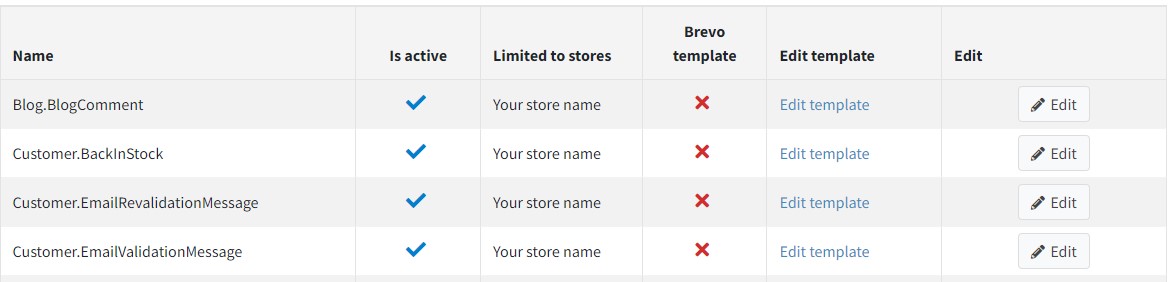 Name Is active Limited to stores Brevo template Edit template Edit
Blog.BlogComment Your store name Edit template Edit
Customer.BackInStock Your store name Edit template Edit
Customer.EmailRevalidationMessage Your store name Edit template Edit
Customer.EmailValidationMessage Your store name Edit template Edit